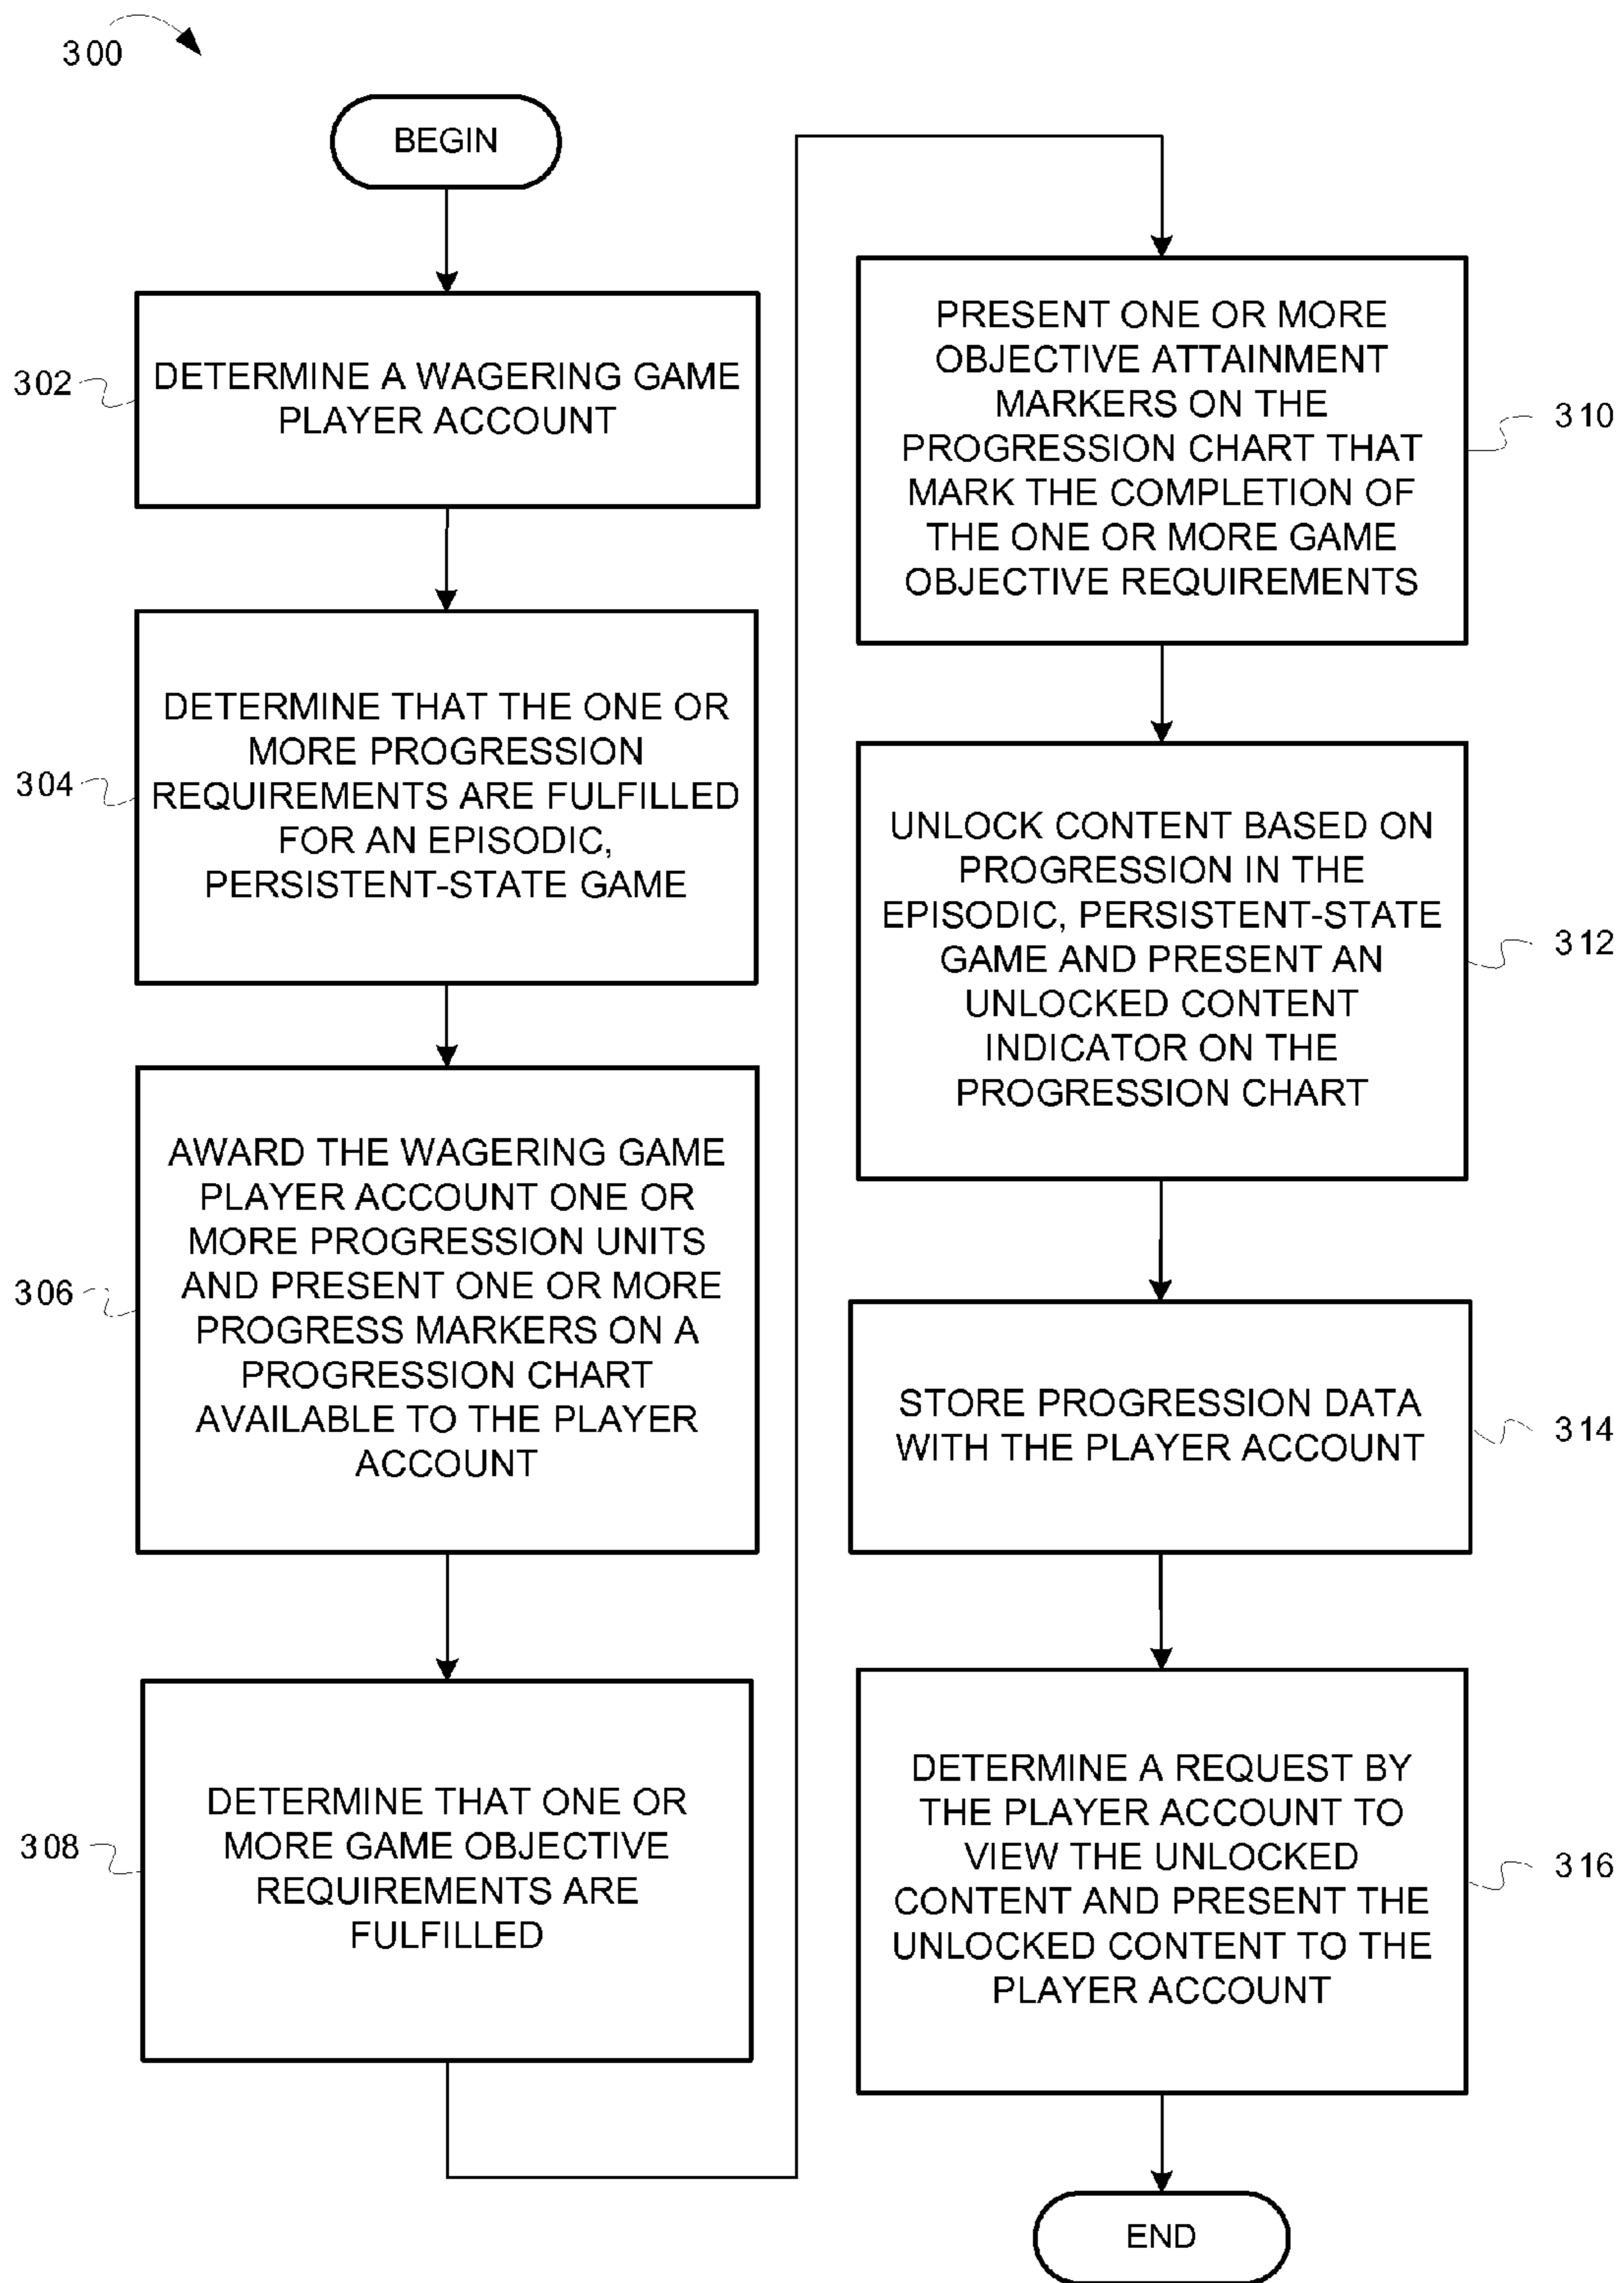 300
BEGIN
302
DETERMINE A WAGERING GAME
PLAYER ACCOUNT
304
DETERMINE THAT THE ONE OR
MORE PROGRESSION
REQUIREMENTS ARE FULFILLED
FOR AN EPISODIC,
PERSISTENT-STATE GAME
306
AWARD THE WAGERING GAME
PLAYER ACCOUNT ONE OR
MORE PROGRESSION UNITS
AND PRESENT ONE OR MORE
PROGRESS MARKERS ON A
PROGRESSION CHART
AVAILABLE TO THE PLAYER
ACCOUNT
308
DETERMINE THAT ONE OR
MORE GAME OBJECTIVE
REQUIREMENTS ARE
FULFILLED
PRESENT ONE OR MORE
OBJECTIVE ATTAINMENT
MARKERS ON THE
PROGRESSION CHART THAT
MARK THE COMPLETION OF
THE ONE OR MORE GAME
OBJECTIVE REQUIREMENTS
310
UNLOCK CONTENT BASED ON
PROGRESSION IN THE
EPISODIC, PERSISTENT-STATE
GAME AND PRESENT AN
UNLOCKED CONTENT
INDICATOR ON THE
PROGRESSION CHART
312
STORE PROGRESSION DATA
WITH THE PLAYER ACCOUNT
314
DETERMINE A REQUEST BY
THE PLAYER ACCOUNT TO
VIEW THE UNLOCKED
CONTENT AND PRESENT THE
UNLOCKED CONTENT TO THE
PLAYER ACCOUNT
316
END